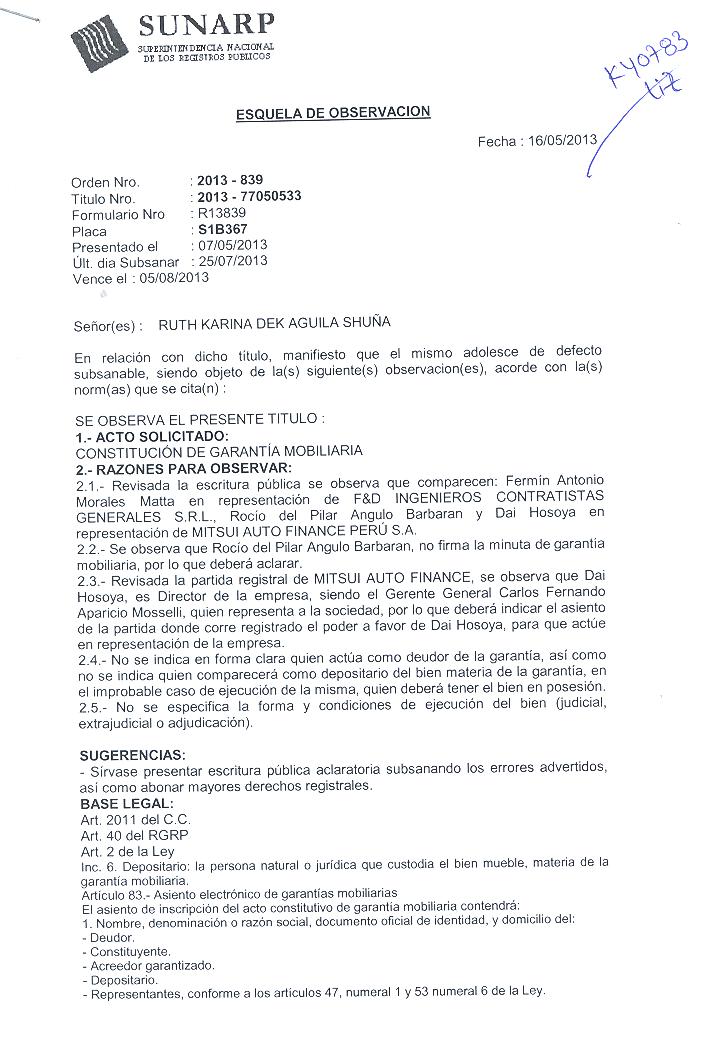 SUNARP
SUPERINTENDENCIA NACIONAL
DE LOS REGISTROS PUBLICOS
KY0783
ESQUELA DE OBSERVACION
Fecha : 16/05/2013
Orden Nro. : 2013 - 839
Titulo Nro. : 2013 - 77050533
Formulario Nro : R13839
Placa : S1B367
Presentado el : 07/05/2013
Últ. dia Subsanar : 25/07/2013
Vence el : 05/08/2013
Señor(es) : RUTH KARINA DEK AGUILA SHUÑA
En relación con dicho título, manifiesto que el mismo adolesce de defecto
subsanable, siendo objeto de la(s) siguiente(s) observacion(es), acorde con la(s)
norm(as) que se cita(n) :
SE OBSERVA EL PRESENTE TITULO :
1.- ACTO SOLICITADO:
CONSTITUCIÓN DE GARANTÍA MOBILIARIA
2.- RAZONES PARA OBSERVAR:
2.1.- Revisada la escritura pública se observa que comparecen: Fermín Antonio
Morales Matta en representación de F&D INGENIEROS CONTRATISTAS
GENERALES S.R.L., Rocío del Pilar Angulo Barbaran y Dai Hosoya en
representación de MITSUI AUTO FINANCE PERÚ S.A.
2.2.- Se observa que Rocío del Pilar Angulo Barbaran, no firma la minuta de garantía
mobiliaria, por lo que deberá aclarar.
2.3.- Revisada la partida registral de MITSUI AUTO FINANCE, se observa que Dai
Hosoya, es Director de la empresa, siendo el Gerente General Carlos Fernando
Aparicio Mosselli, quien representa a la sociedad, por lo que deberá indicar el asiento
de la partida donde corre registrado el poder a favor de Dai Hosoya, para que actúe
en representación de la empresa.
2.4.- No se indica en forma clara quien actúa como deudor de la garantía, así como
no se indica quien comparecerá como depositario del bien materia de la garantía, en
el improbable caso de ejecución de la misma, quien deberá tener el bien en posesión.
2.5.- No se especifica la forma y condiciones de ejecución del bien (judicial,
extrajudicial o adjudicación).
SUGERENCIAS:
- Sírvase presentar escritura pública aclaratoria subsanando los errores advertidos,
así como abonar mayores derechos registrales.
BASE LEGAL:
Art. 2011 del C.C.
Art. 40 del RGRP
Art. 2 de la Ley
Inc. 6. Depositario: la persona natural o jurídica que custodia el bien mueble, materia de la
garantía mobiliaria.
Artículo 83.- Asiento electrónico de garantías mobiliarias
El asiento de inscripción del acto constitutivo de garantía mobiliaria contendrá:
1. Nombre, denominación o razón social, documento oficial de identidad, y domicilio del:
- Deudor.
- Constituyente.
- Acreedor garantizado.
- Depositario.
- Representantes, conforme a los artículos 47, numeral 1 y 53 numeral 6 de la Ley.